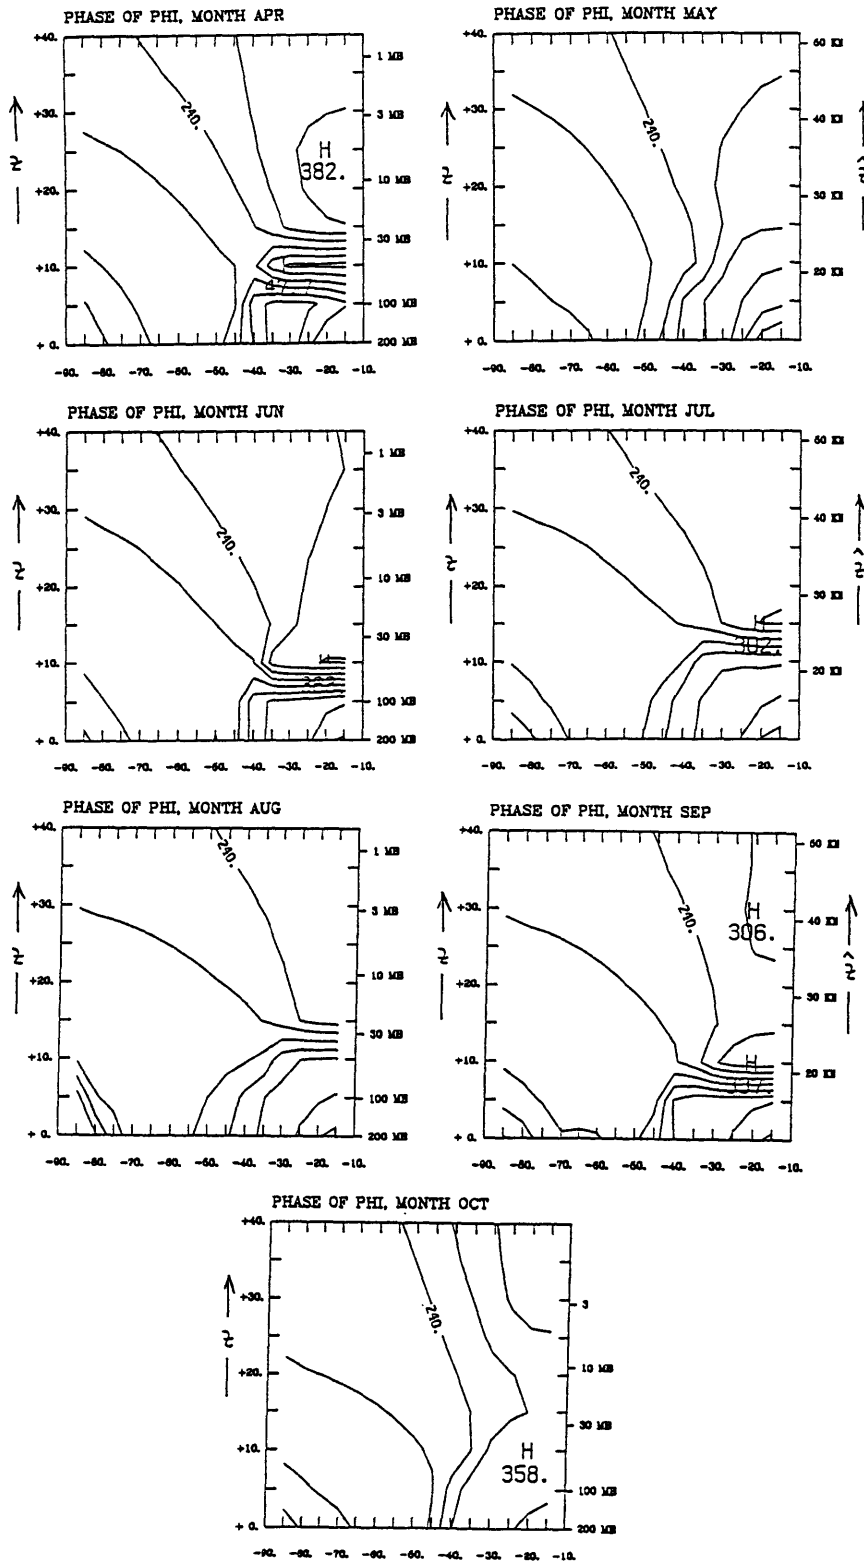 PHASE OF PHI, MONTH APR
+40.
+30.
+20.
+10.
+ 0.
240.
H
382.
1 MB
3 MB
10 MB
30 MB
100 MB
200 MB
-90. -80. -70. -60. -50. -40. -30. -20. -10.
PHASE OF PHI, MONTH MAY
+40.
+30.
+20.
+10.
+ 0.
240.
60 KM
40 KM
30 KM
20 KM
-90. -80. -70. -60. -50. -40. -30. -20. -10.
PHASE OF PHI, MONTH JUN
+40.
+30.
+20.
+10.
+ 0.
240.
1 MB
3 MB
10 MB
30 MB
100 MB
200 MB
-90. -80. -70. -60. -50. -40. -30. -20. -10.
PHASE OF PHI, MONTH JUL
+40.
+30.
+20.
+10.
+ 0.
240.
H
302.
40 KM
30 KM
20 KM
-90. -80. -70. -60. -50. -40. -30. -20. -10.
PHASE OF PHI, MONTH AUG
+40.
+30.
+20.
+10.
+ 0.
240.
1 MB
3 MB
10 MB
30 MB
100 MB
200 MB
-90. -80. -70. -60. -50. -40. -30. -20. -10.
PHASE OF PHI, MONTH SEP
+40.
+30.
+20.
+10.
+ 0.
240.
H
306.
H
40 KM
30 KM
20 KM
-90. -80. -70. -60. -50. -40. -30. -20. -10.
PHASE OF PHI, MONTH OCT
+40.
+30.
+20.
+10.
+ 0.
240.
H
358.
3
10 MB
30 MB
100 MB
200 MB
-90. -80. -70. -60. -50. -40. -30. -20. -10.